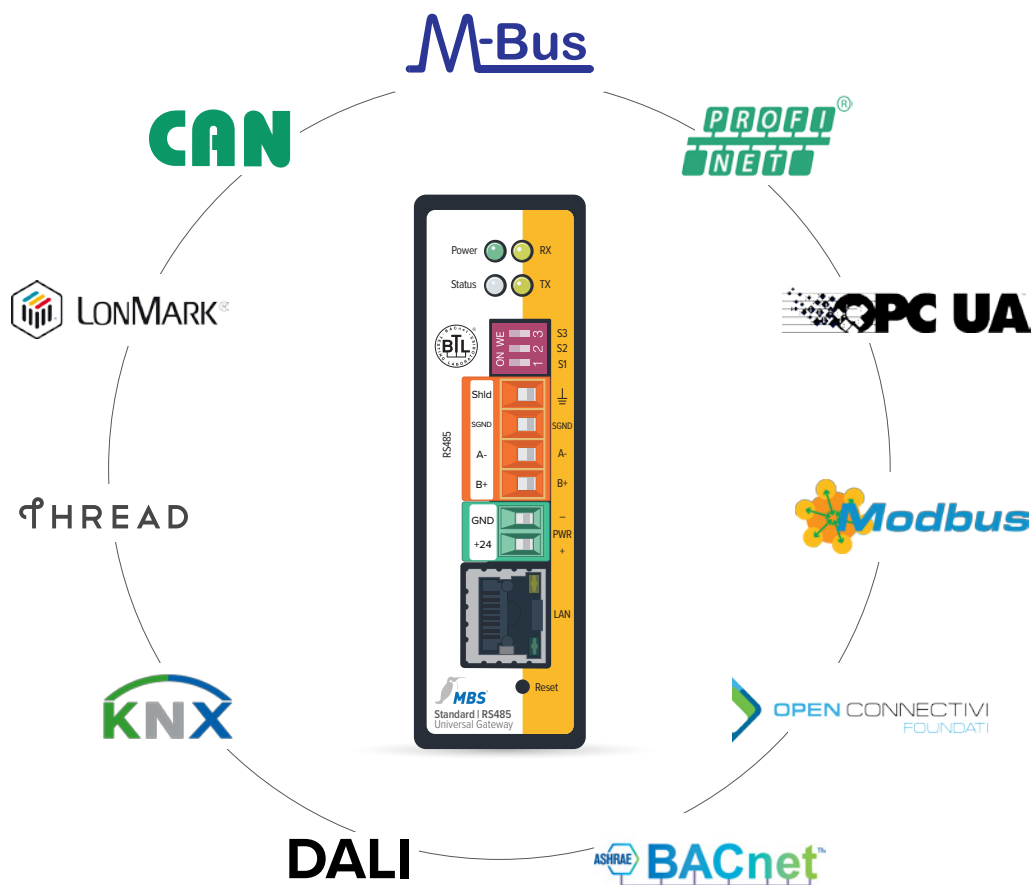 M-Bus
CAN
PROFI®
NET
LONMARK
OPC UA
THREAD
Modbus
KNX
OPEN CONNECTIVI
FOUNDATI
DALI
ASHRAE BACnet™
Power RX
Status TX
BTL
ON WE
1 2 3
S3
S2
S1
RS485
Shld
SGND SGND
A- A-
B+ B+
GND –
PWR
+24 +
LAN
Reset
MBS
Standard | RS485
Universal Gateway